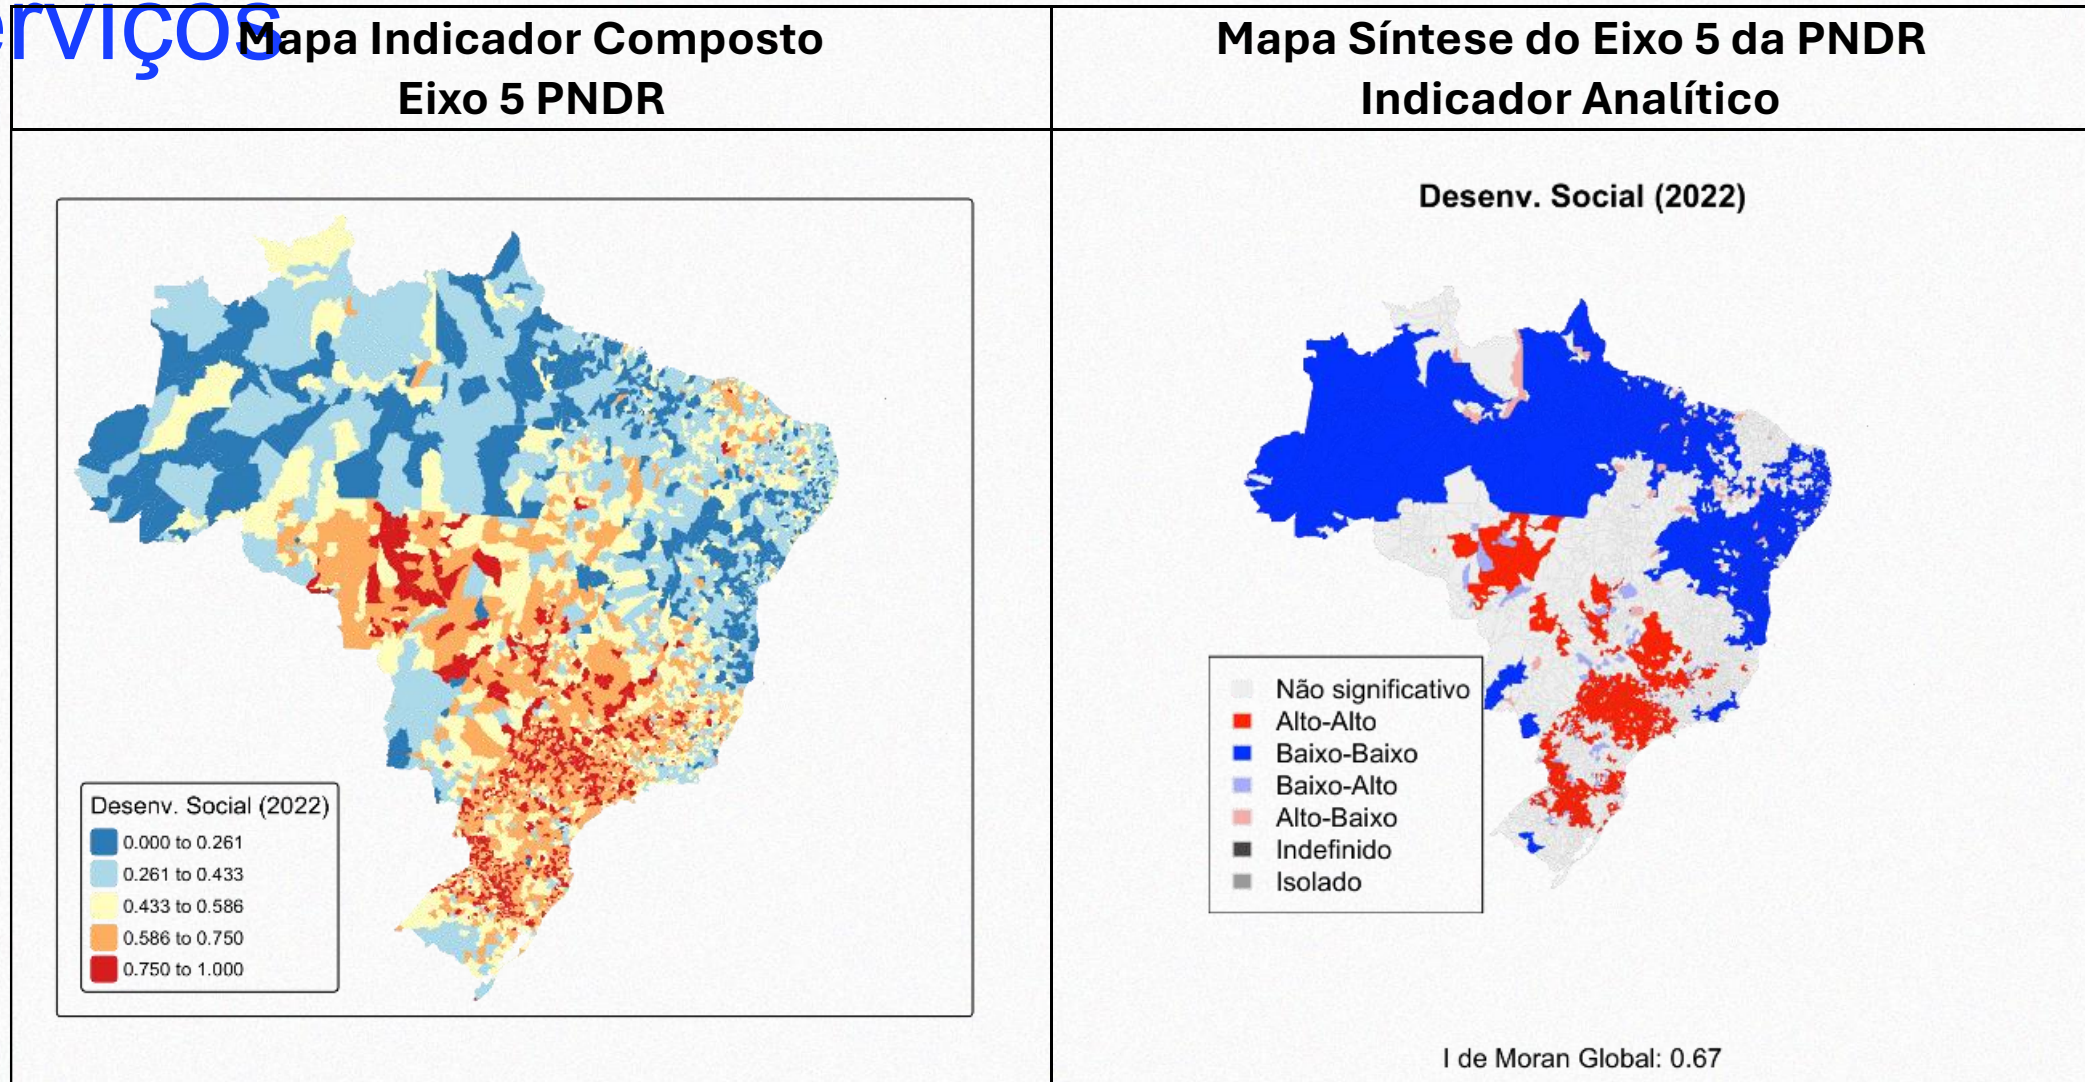 erviços
Mapa Indicador Composto
Eixo 5 PNDR
Mapa Síntese do Eixo 5 da PNDR
Indicador Analítico
Desenv. Social (2022)
0.000 to 0.261
0.261 to 0.433
0.433 to 0.586
0.586 to 0.750
0.750 to 1.000
Desenv. Social (2022)
Não significativo
Alto-Alto
Baixo-Baixo
Baixo-Alto
Alto-Baixo
Indefinido
Isolado
I de Moran Global: 0.67